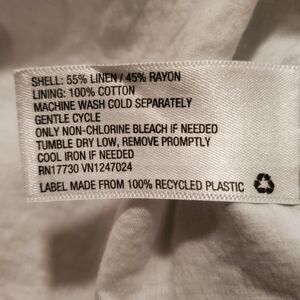 SHELL: 55% LINEN / 45% RAYON
LINING: 100% COTTON
MACHINE WASH COLD SEPARATELY
GENTLE CYCLE
ONLY NON-CHLORINE BLEACH IF NEEDED
TUMBLE DRY LOW, REMOVE PROMPTLY
COOL IRON IF NEEDED
RN17730 VN1247024
LABEL MADE FROM 100% RECYCLED PLASTIC